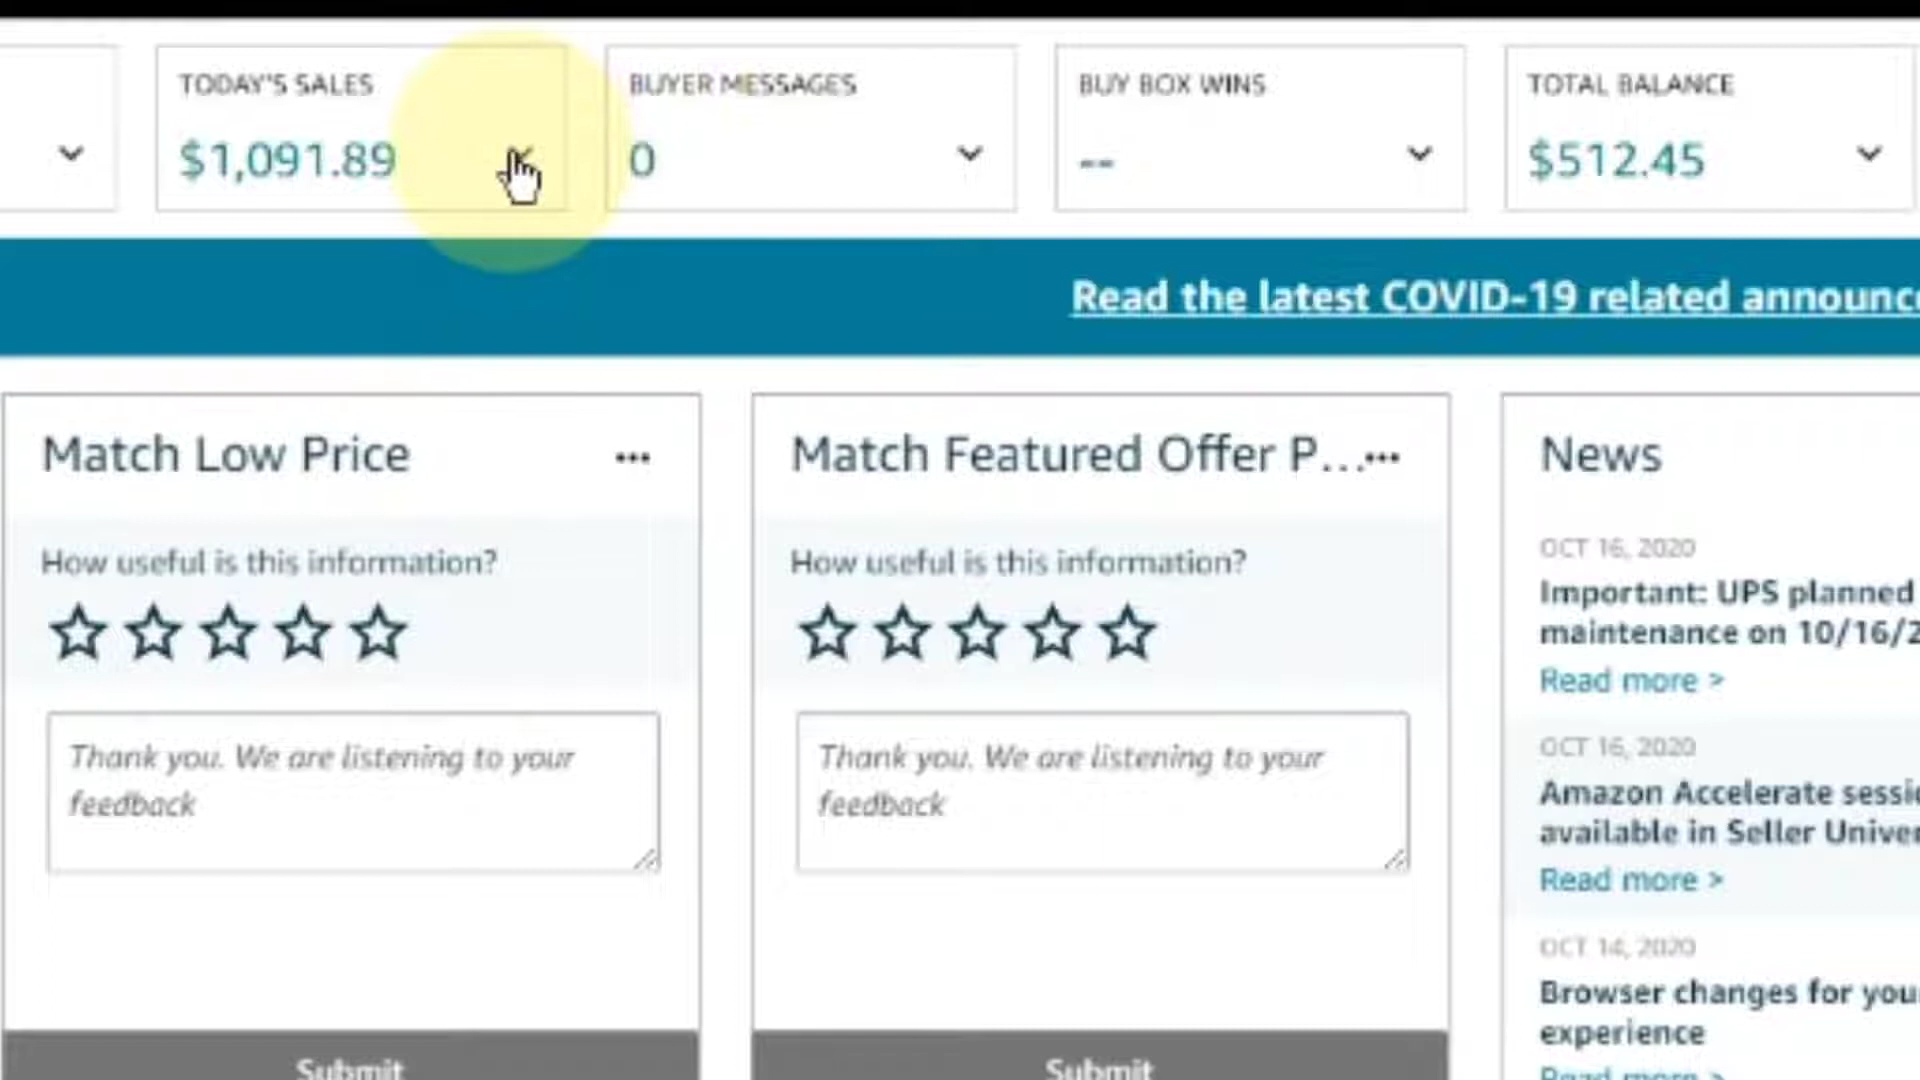 TODAY'S SALES
$1,091.89
BUYER MESSAGES
0
BUY BOX WINS
--
TOTAL BALANCE
$512.45
Read the latest COVID-19 related
Match Low Price
How useful is this information?
Thank you. We are listening to your
feedback
Submit
Match Featured Offer P...
How useful is this information?
Thank you. We are listening to your
feedback
Submit
News
OCT 16, 2020
Important: UPS planned
maintenance on 10/16/2
Read more >
OCT 16, 2020
Amazon Accelerate
available in Seller
Read more >
OCT 14, 2020
Browser changes for you
experience
Read more >